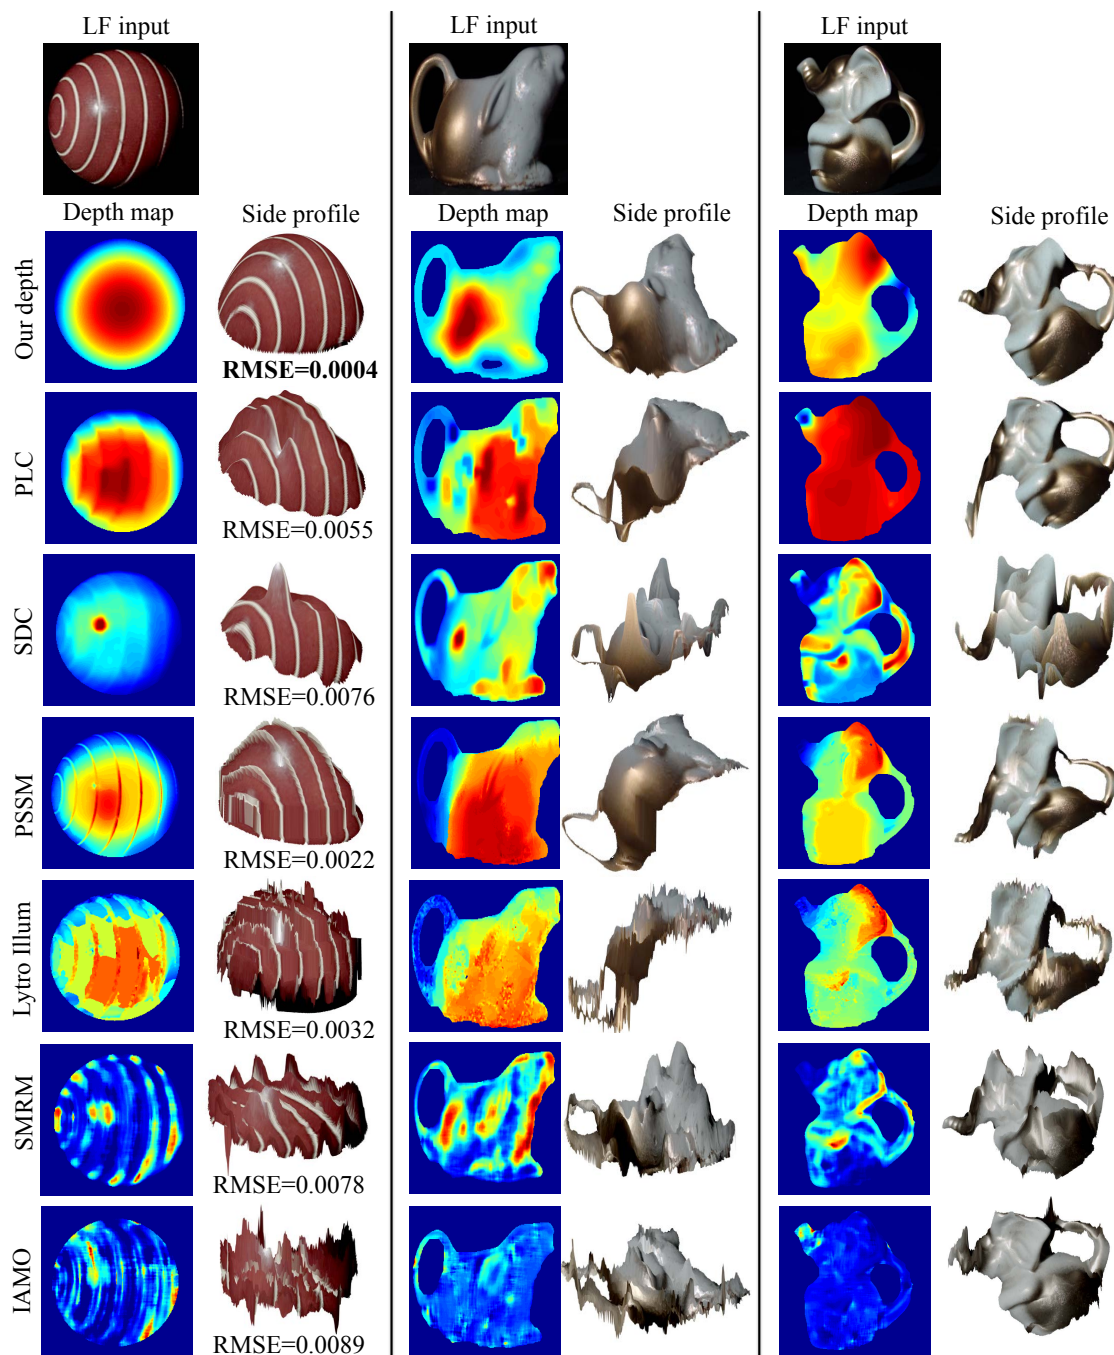 LF input
LF input
LF input
Depth map
Side profile
Depth map
Side profile
Depth map
Side profile
Our depth
RMSE=0.0004
PLC
RMSE=0.0055
SDC
RMSE=0.0076
PSSM
RMSE=0.0022
Lytro Illum
RMSE=0.0032
SMRM
RMSE=0.0078
IAMO
RMSE=0.0089